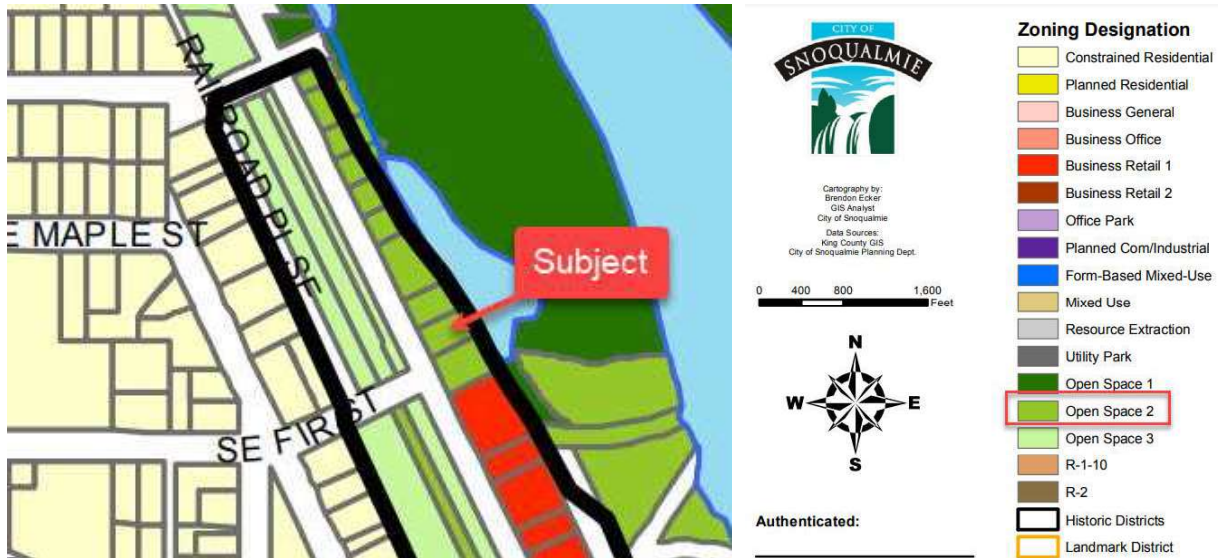 RAILROAD PL SE
E MAPLE ST
Subject
SE FIRST
CITY OF
SNOQUALMIE
Cartography by:
Brendon Ecker
GIS Analyst
City of Snoqualmie
Data Sources:
King County GIS
City of Snoqualmie Planning Dept.
0 400 800 1,600
Feet
N
W E
S
Authenticated:
Zoning Designation
Constrained Residential
Planned Residential
Business General
Business Office
Business Retail 1
Business Retail 2
Office Park
Planned Com/Industrial
Form-Based Mixed-Use
Mixed Use
Resource Extraction
Utility Park
Open Space 1
Open Space 2
Open Space 3
R-1-10
R-2
Historic Districts
Landmark District